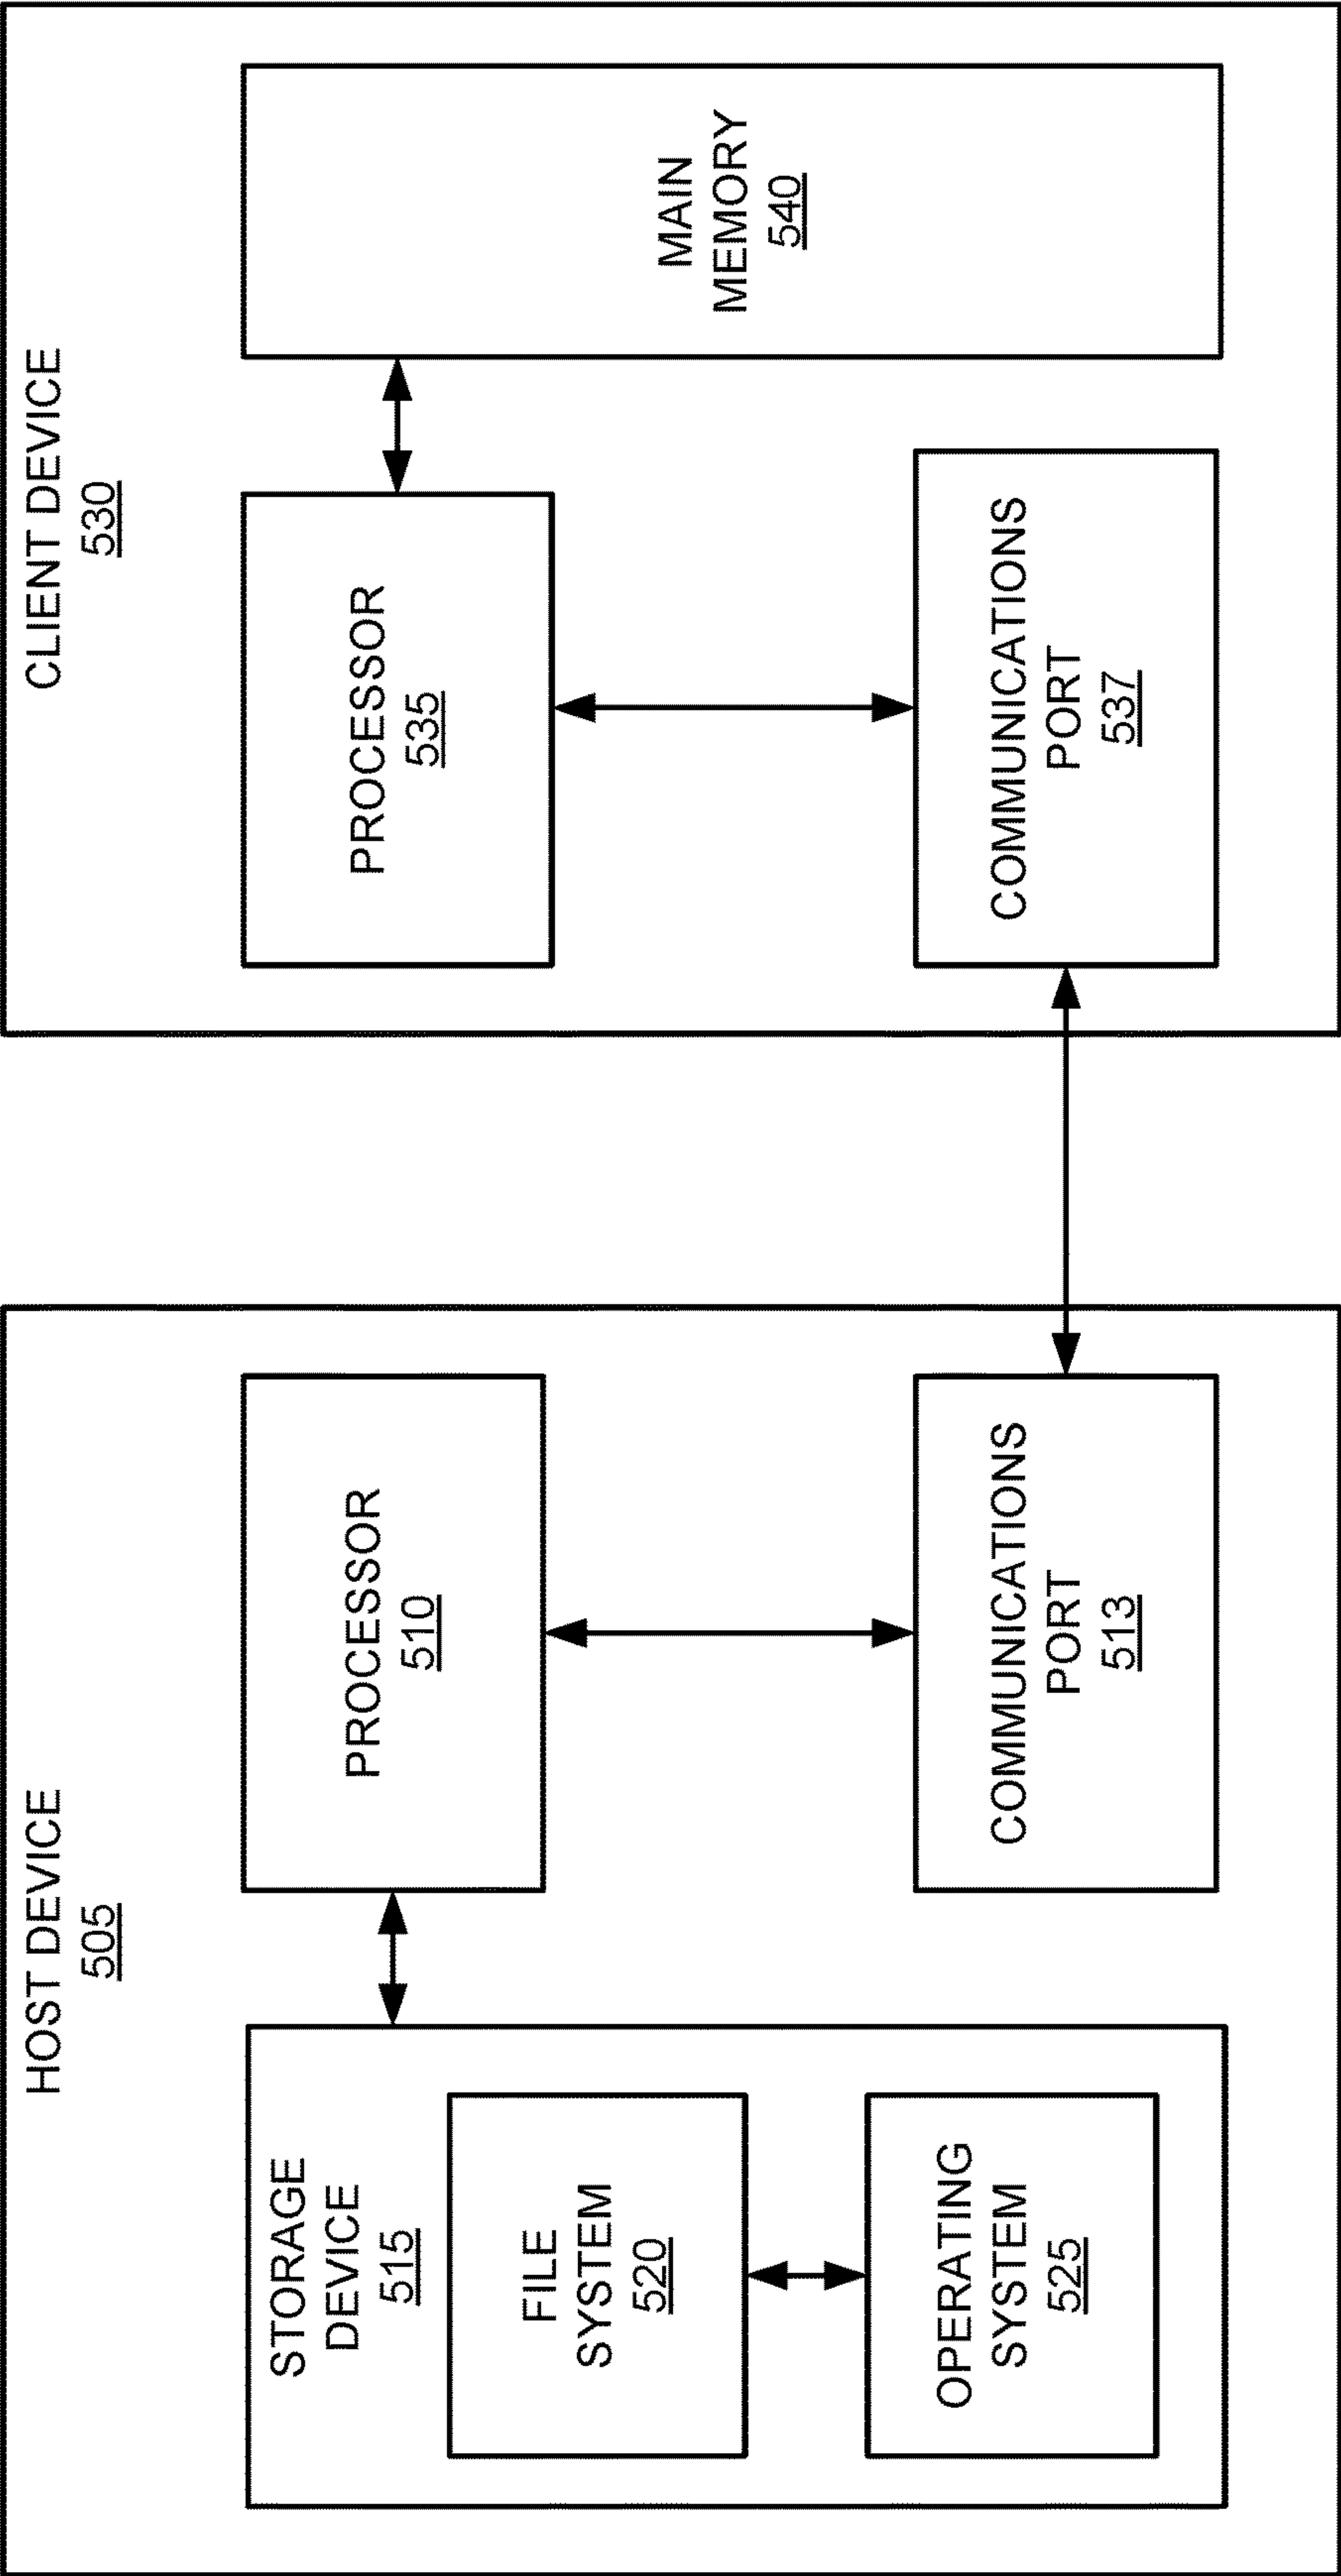 HOST DEVICE
505
STORAGE
DEVICE
515
FILE
SYSTEM
520
OPERATING
SYSTEM
525
PROCESSOR
510
COMMUNICATIONS
PORT
513
CLIENT DEVICE
530
PROCESSOR
535
COMMUNICATIONS
PORT
537
MAIN
MEMORY
540